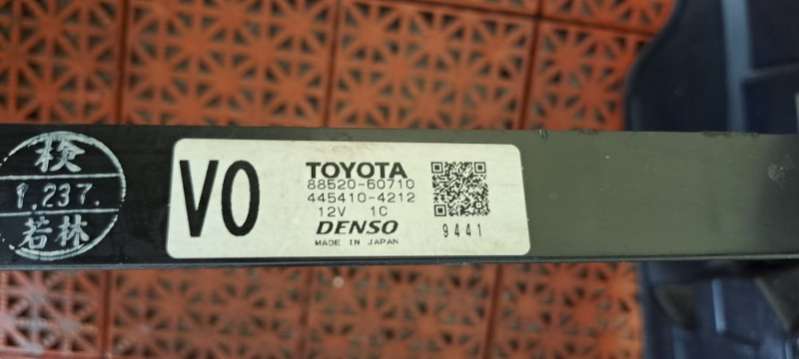 検
1.237.
若林
V0
TOYOTA
88520-60710
445410-4212
12V 1C
DENSO
MADE IN JAPAN
9441